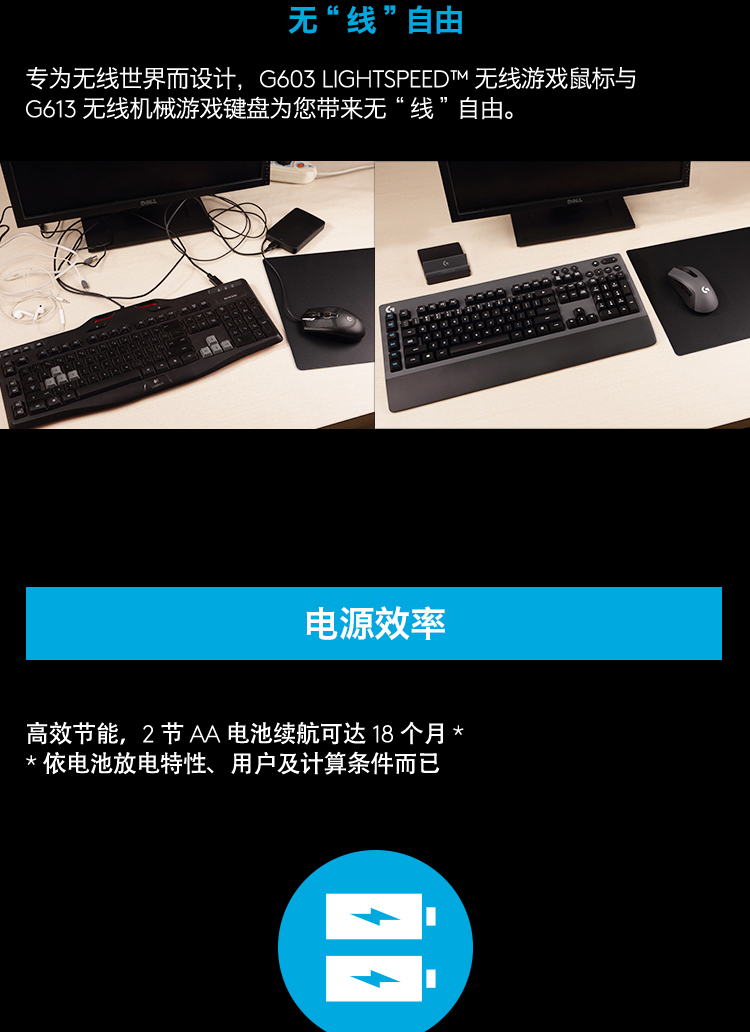 无“线”自由
专为无线世界而设计，G603 LIGHTSPEED™ 无线游戏鼠标与
G613 无线机械游戏键盘为您带来无“线”自由。
DELL
DELL
电源效率
高效节能，2 节 AA 电池续航可达 18 个月 *
* 依电池放电特性、用户及计算条件而已